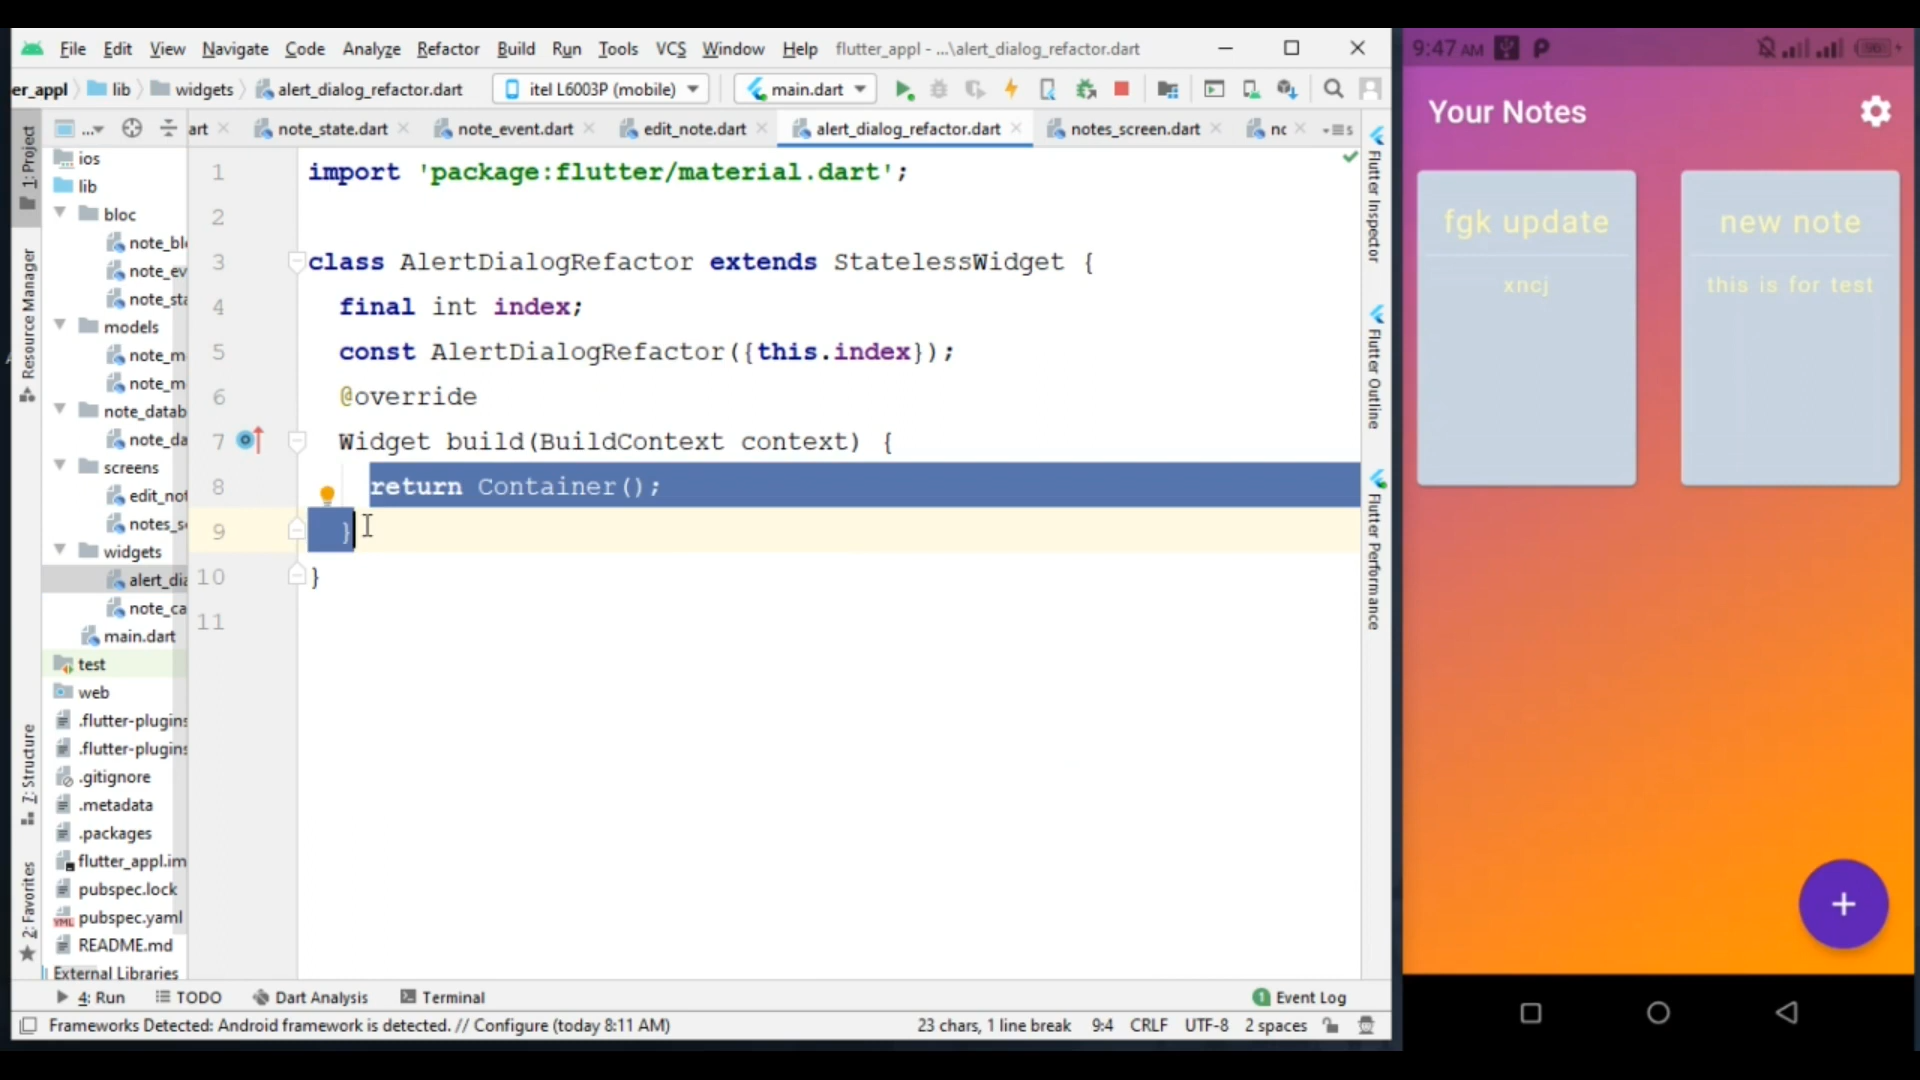 File Edit View Navigate Code Analyze Refactor Build Run Tools VCS Window Help flutter_appl - ...\alert_dialog_refactor.dart
er_appl lib widgets alert_dialog_refactor.dart itel L6003P (mobile) main.dart
... art note_state.dart note_event.dart edit_note.dart alert_dialog_refactor.dart notes_screen.dart nc
1: Project
Resource Manager
7: Structure
2: Favorites
ios
lib
bloc
note_bl
note_ev
note_sta
models
note_m
note_m
note_datab
note_da
screens
edit_not
notes_s
widgets
alert_dia
note_ca
main.dart
test
web
.flutter-plugins
.flutter-plugins
.gitignore
.metadata
.packages
flutter_appl.im
pubspec.lock
pubspec.yaml
README.md
External Libraries
1 import 'package:flutter/material.dart';
2
3 class AlertDialogRefactor extends StatelessWidget {
4 final int index;
5 const AlertDialogRefactor({this.index});
6 @override
7 Widget build(BuildContext context) {
8 return Container();
9 }
10 }
11
Flutter Inspector
Flutter Outline
Flutter Performance
4: Run TODO Dart Analysis Terminal 1 Event Log
Frameworks Detected: Android framework is detected. // Configure (today 8:11 AM) 23 chars, 1 line break 9:4 CRLF UTF-8 2 spaces
9:47 AM
Your Notes
fgk update
xncj
new note
this is for test
+